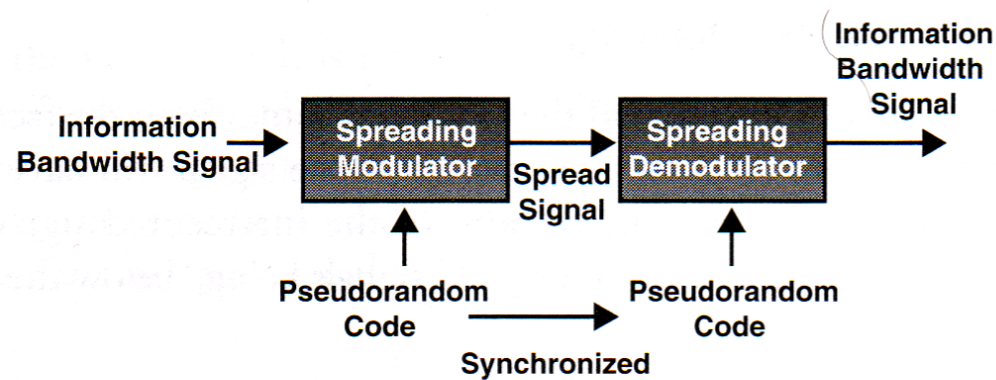 Information
Bandwidth Signal
Spreading
Modulator
Spread
Signal
Spreading
Demodulator
Information
Bandwidth
Signal
Pseudorandom
Code
Synchronized
Pseudorandom
Code